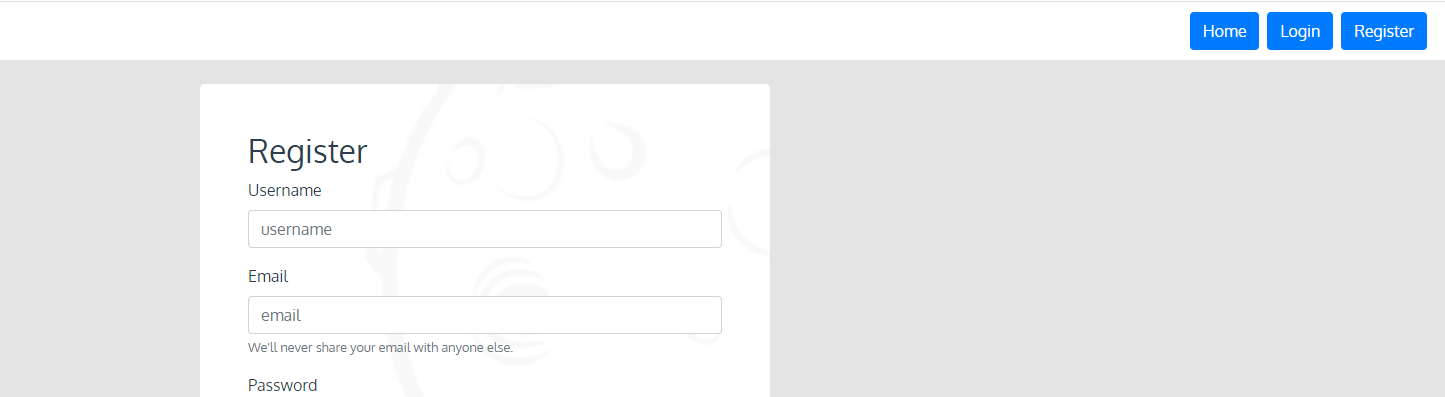 Home Login Register
Register
Username
username
Email
email
We'll never share your email with anyone else.
Password